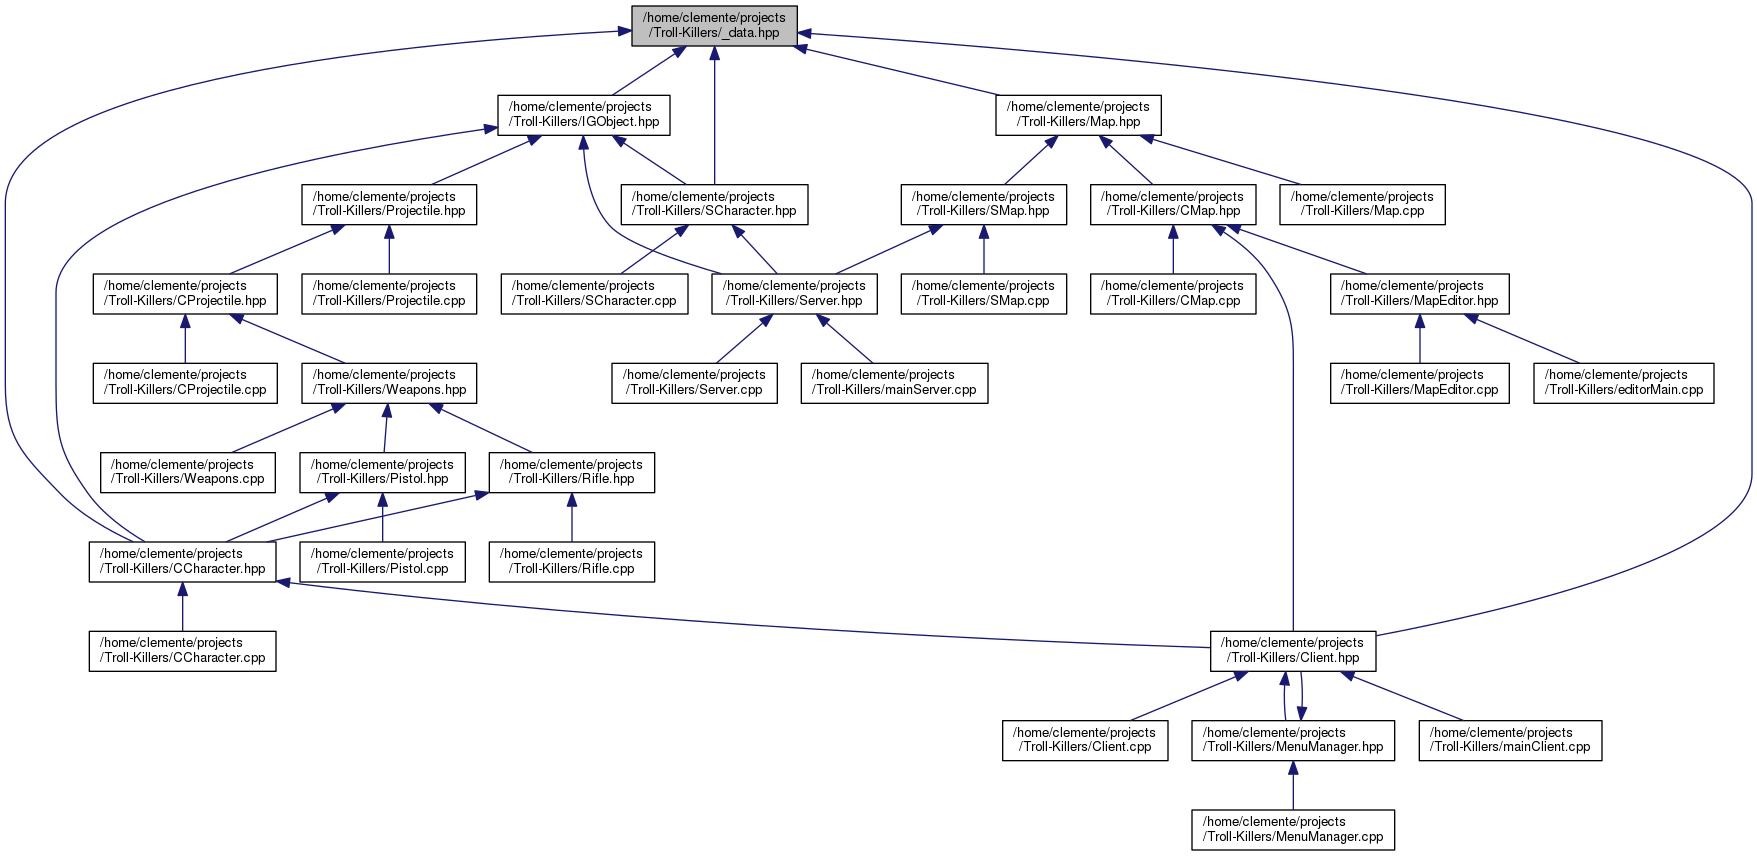 /home/clemente/projects
/Troll-Killers/_data.hpp
/home/clemente/projects
/Troll-Killers/IGObject.hpp
/home/clemente/projects
/Troll-Killers/Map.hpp
/home/clemente/projects
/Troll-Killers/Projectile.hpp
/home/clemente/projects
/Troll-Killers/SCharacter.hpp
/home/clemente/projects
/Troll-Killers/SMap.hpp
/home/clemente/projects
/Troll-Killers/CMap.hpp
/home/clemente/projects
/Troll-Killers/Map.cpp
/home/clemente/projects
/Troll-Killers/CProjectile.hpp
/home/clemente/projects
/Troll-Killers/Projectile.cpp
/home/clemente/projects
/Troll-Killers/SCharacter.cpp
/home/clemente/projects
/Troll-Killers/Server.hpp
/home/clemente/projects
/Troll-Killers/SMap.cpp
/home/clemente/projects
/Troll-Killers/CMap.cpp
/home/clemente/projects
/Troll-Killers/MapEditor.hpp
/home/clemente/projects
/Troll-Killers/CProjectile.cpp
/home/clemente/projects
/Troll-Killers/Weapons.hpp
/home/clemente/projects
/Troll-Killers/Server.cpp
/home/clemente/projects
/Troll-Killers/mainServer.cpp
/home/clemente/projects
/Troll-Killers/MapEditor.cpp
/home/clemente/projects
/Troll-Killers/editorMain.cpp
/home/clemente/projects
/Troll-Killers/Weapons.cpp
/home/clemente/projects
/Troll-Killers/Pistol.hpp
/home/clemente/projects
/Troll-Killers/Rifle.hpp
/home/clemente/projects
/Troll-Killers/CCharacter.hpp
/home/clemente/projects
/Troll-Killers/Pistol.cpp
/home/clemente/projects
/Troll-Killers/Rifle.cpp
/home/clemente/projects
/Troll-Killers/CCharacter.cpp
/home/clemente/projects
/Troll-Killers/Client.hpp
/home/clemente/projects
/Troll-Killers/Client.cpp
/home/clemente/projects
/Troll-Killers/MenuManager.hpp
/home/clemente/projects
/Troll-Killers/mainClient.cpp
/home/clemente/projects
/Troll-Killers/MenuManager.cpp